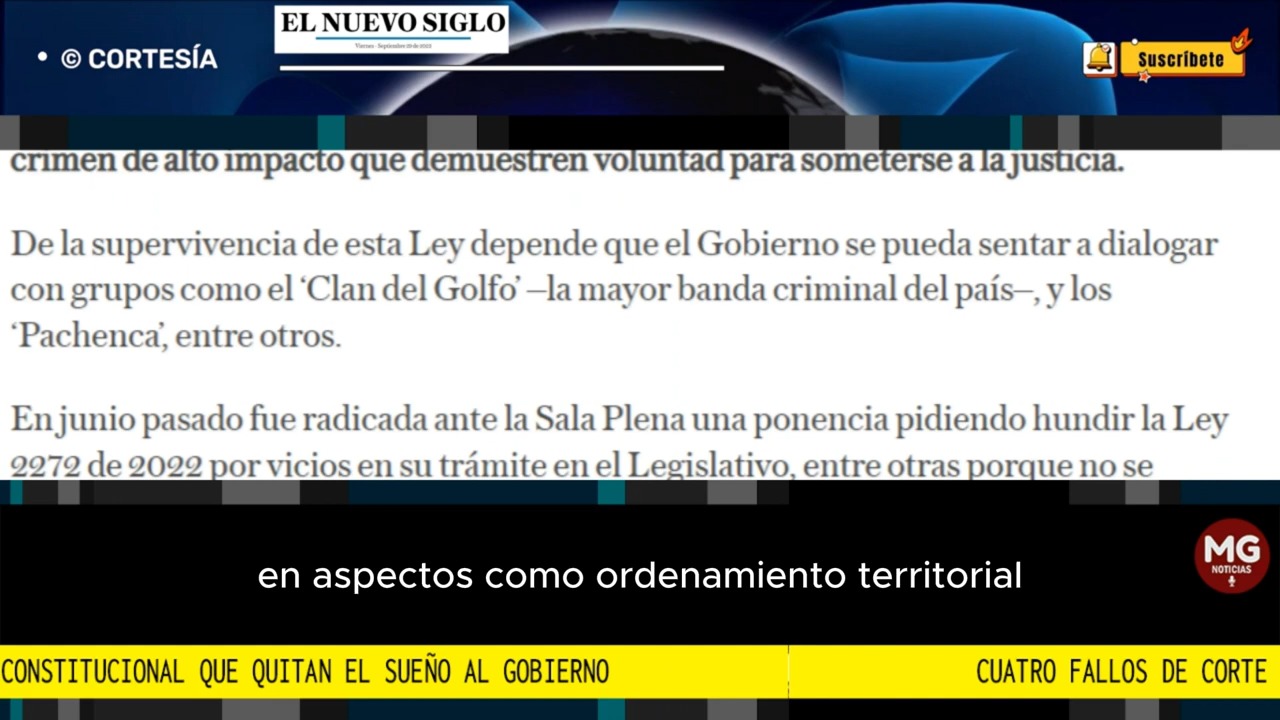 • © CORTESÍA
EL NUEVO SIGLO
Viernes - Septiembre 29 de 2023
Suscríbete
crimen de alto impacto que demuestren voluntad para someterse a la justicia.
De la supervivencia de esta Ley depende que el Gobierno se pueda sentar a dialogar
con grupos como el ‘Clan del Golfo’ –la mayor banda criminal del país–, y los
‘Pachenca’, entre otros.
En junio pasado fue radicada ante la Sala Plena una ponencia pidiendo hundir la Ley
2272 de 2022 por vicios en su trámite en el Legislativo, entre otras porque no se
en aspectos como ordenamiento territorial
MG
NOTICIAS
CONSTITUCIONAL QUE QUITAN EL SUEÑO AL GOBIERNO
CUATRO FALLOS DE CORTE